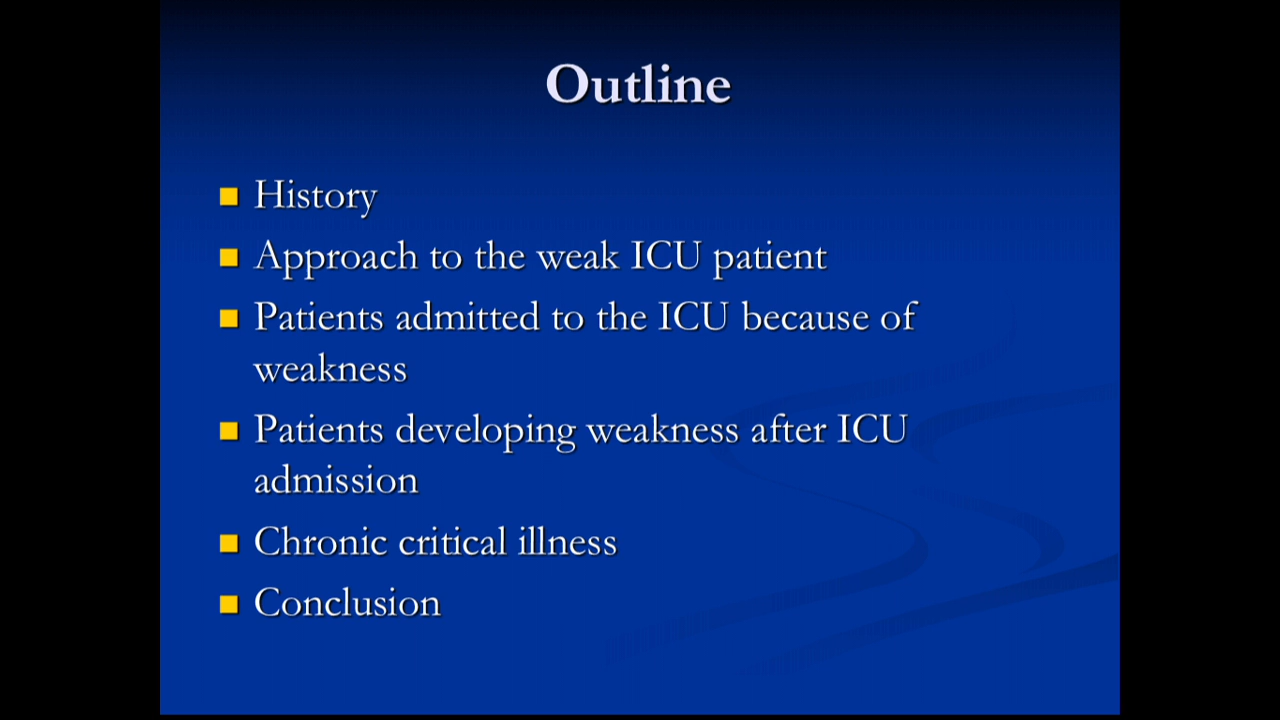 Outline
History
Approach to the weak ICU patient
Patients admitted to the ICU because of
weakness
Patients developing weakness after ICU
admission
Chronic critical illness
Conclusion